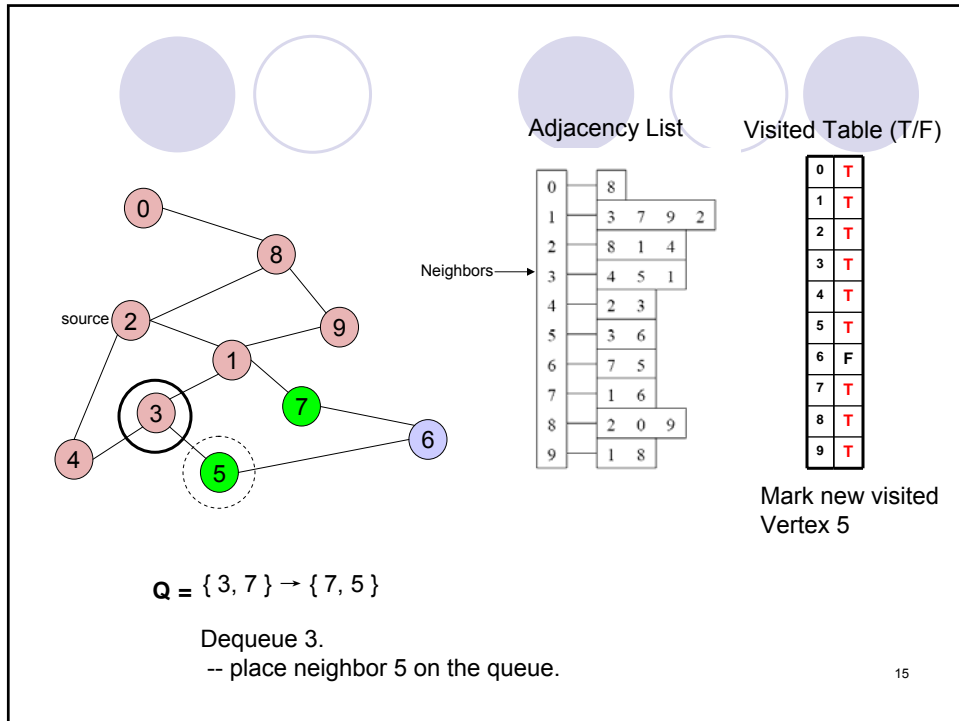 Adjacency List
Visited Table (T/F)
0
8
source
2
9
1
3
7
6
4
5
Neighbors
0 8
1 3 7 9 2
2 8 1 4
3 4 5 1
4 2 3
5 3 6
6 7 5
7 1 6
8 2 0 9
9 1 8
0 T
1 T
2 T
3 T
4 T
5 T
6 F
7 T
8 T
9 T
Mark new visited
Vertex 5
Q = { 3, 7 } → { 7, 5 }
Dequeue 3.
-- place neighbor 5 on the queue.
15